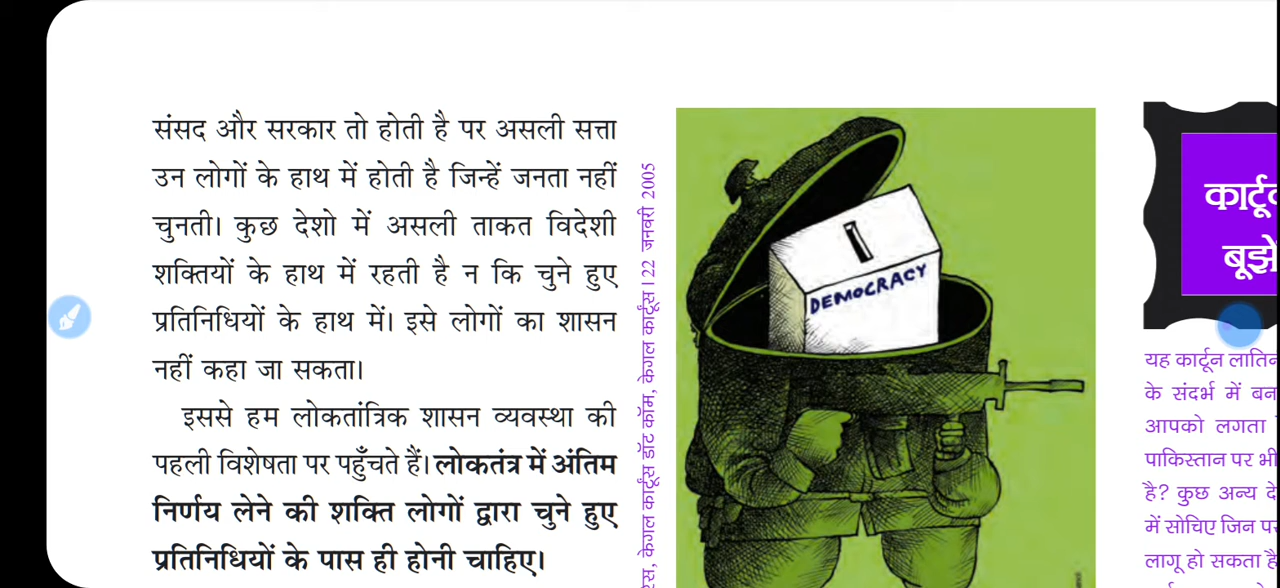 संसद और सरकार तो होती है पर असली सत्ता
उन लोगों के हाथ में होती है जिन्हें जनता नहीं
चुनती। कुछ देशो में असली ताकत विदेशी
शक्तियों के हाथ में रहती है न कि चुने हुए
प्रतिनिधियों के हाथ में। इसे लोगों का शासन
नहीं कहा जा सकता।
इससे हम लोकतांत्रिक शासन व्यवस्था की
पहली विशेषता पर पहुँचते हैं। लोकतंत्र में अंतिम
निर्णय लेने की शक्ति लोगों द्वारा चुने हुए
प्रतिनिधियों के पास ही होनी चाहिए।
केगल कार्टूंस डॉट कॉम, केगल कार्टूंस। 22 जनवरी 2005
DEMOCRACY
यह कार्टून
के संदर्भ में
आपको लगता
पाकिस्तान पर भी
है? कुछ अन्य
में सोचिए जिन
लागू हो सकता है